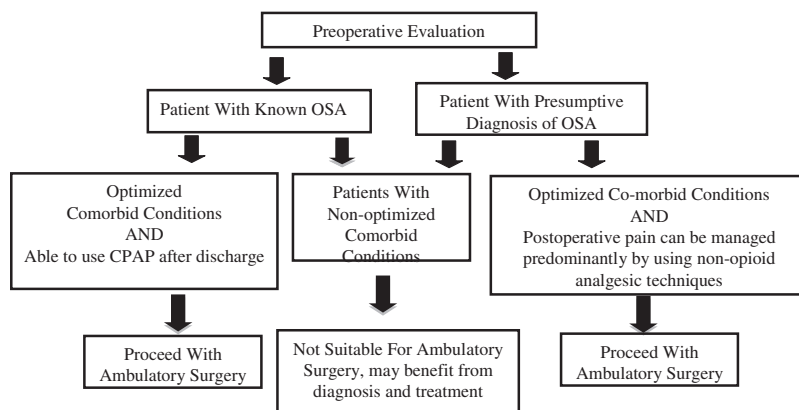 Preoperative Evaluation
Patient With Known OSA
Patient With Presumptive
Diagnosis of OSA
Optimized
Comorbid Conditions
AND
Able to use CPAP after discharge
Patients With
Non-optimized
Comorbid
Conditions
Optimized Co-morbid Conditions
AND
Postoperative pain can be managed
predominantly by using non-opioid
analgesic techniques
Proceed With
Ambulatory Surgery
Not Suitable For Ambulatory
Surgery, may benefit from
diagnosis and treatment
Proceed With
Ambulatory Surgery